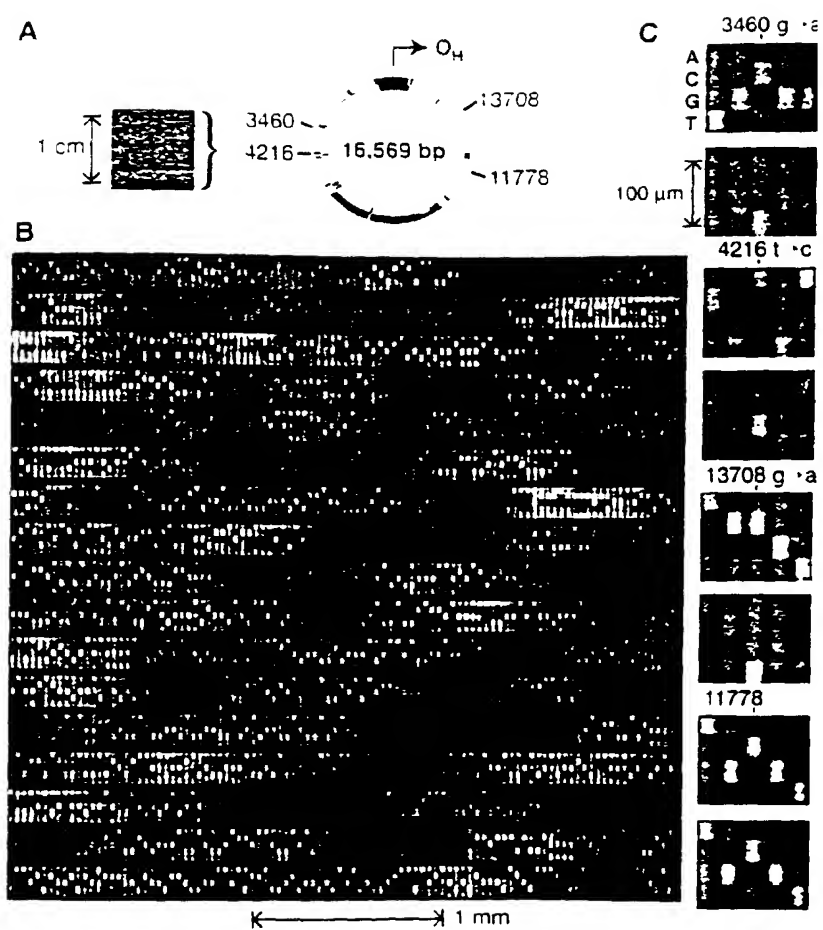 A
O_H
13708
3460
1 cm
4216
16,569 bp
11778
B
1 mm
C
3460 g→a
A
C
G
T
100 μm
4216 t→c
13708 g→a
11778